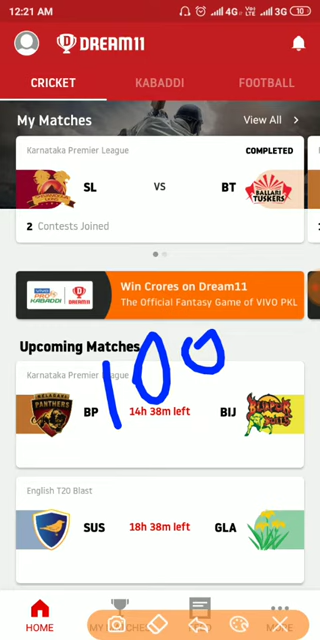 12:21 AM 4G VoLTE 3G 10
DREAM11
CRICKET KABADDI FOOTBALL
My Matches View All
Karnataka Premier League COMPLETED
SL VS BT
BALLARI TUSKERS
2 Contests Joined
PRO KABADDI DREAM11
Win Crores on Dream11
The Official Fantasy Game of VIVO PKL
Upcoming Matches
100
Karnataka Premier League
PANTHERS BP 14h 38m left BIJ BULLS
English T20 Blast
SUS 18h 38m left GLA
HOME MY MATCHES MORE